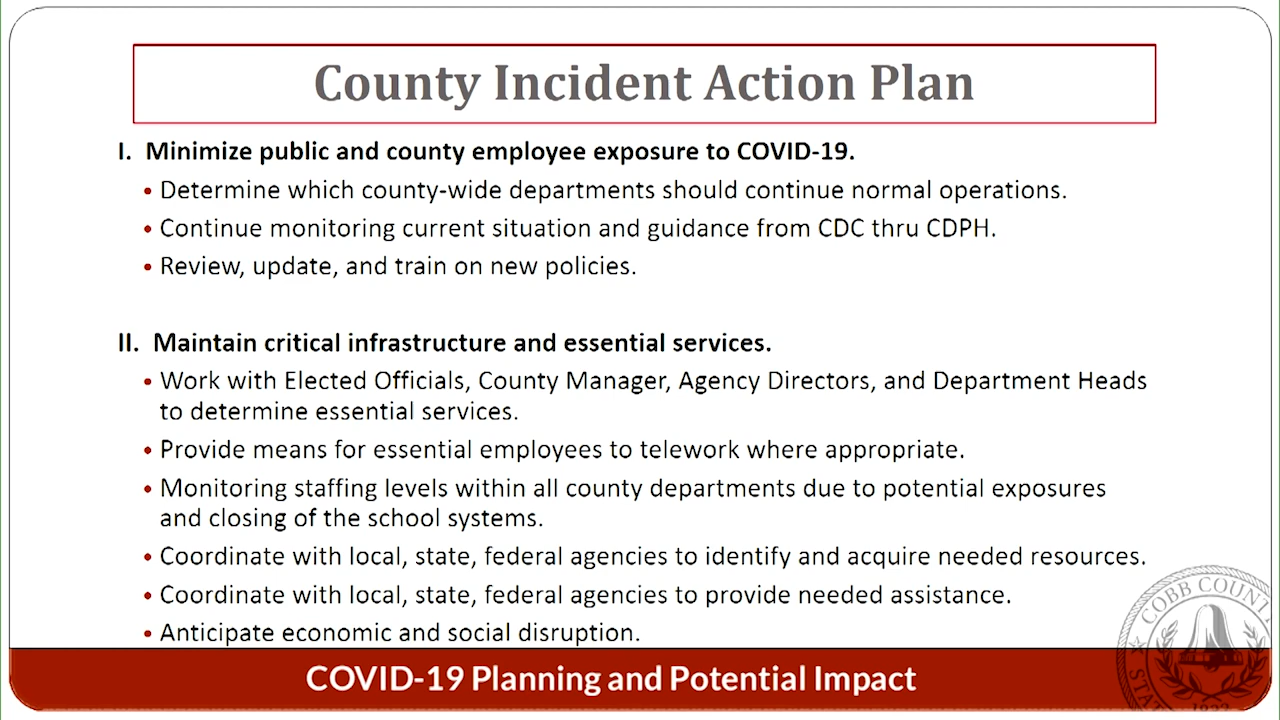 County Incident Action Plan
I. Minimize public and county employee exposure to COVID-19.
• Determine which county-wide departments should continue normal operations.
• Continue monitoring current situation and guidance from CDC thru CDPH.
• Review, update, and train on new policies.
II. Maintain critical infrastructure and essential services.
• Work with Elected Officials, County Manager, Agency Directors, and Department Heads
to determine essential services.
• Provide means for essential employees to telework where appropriate.
• Monitoring staffing levels within all county departments due to potential exposures
and closing of the school systems.
• Coordinate with local, state, federal agencies to identify and acquire needed resources.
• Coordinate with local, state, federal agencies to provide needed assistance.
• Anticipate economic and social disruption.
COBB COUNT
STAT
1832
COVID-19 Planning and Potential Impact